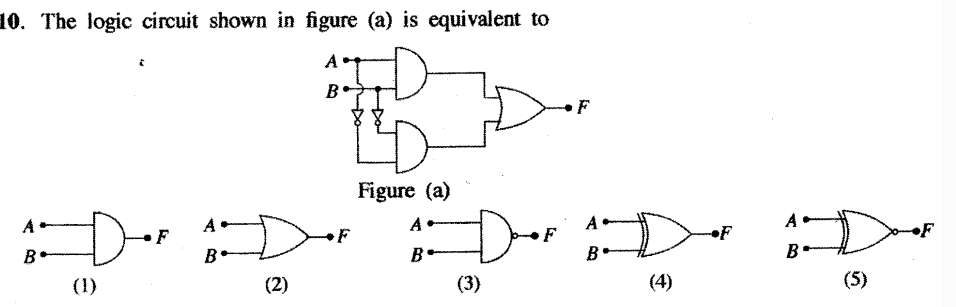 10. The logic circuit shown in figure (a) is equivalent to
A
B
F
Figure (a)
A
B
F
(1)
A
B
F
(2)
A
B
F
(3)
A
B
F
(4)
A
B
F
(5)